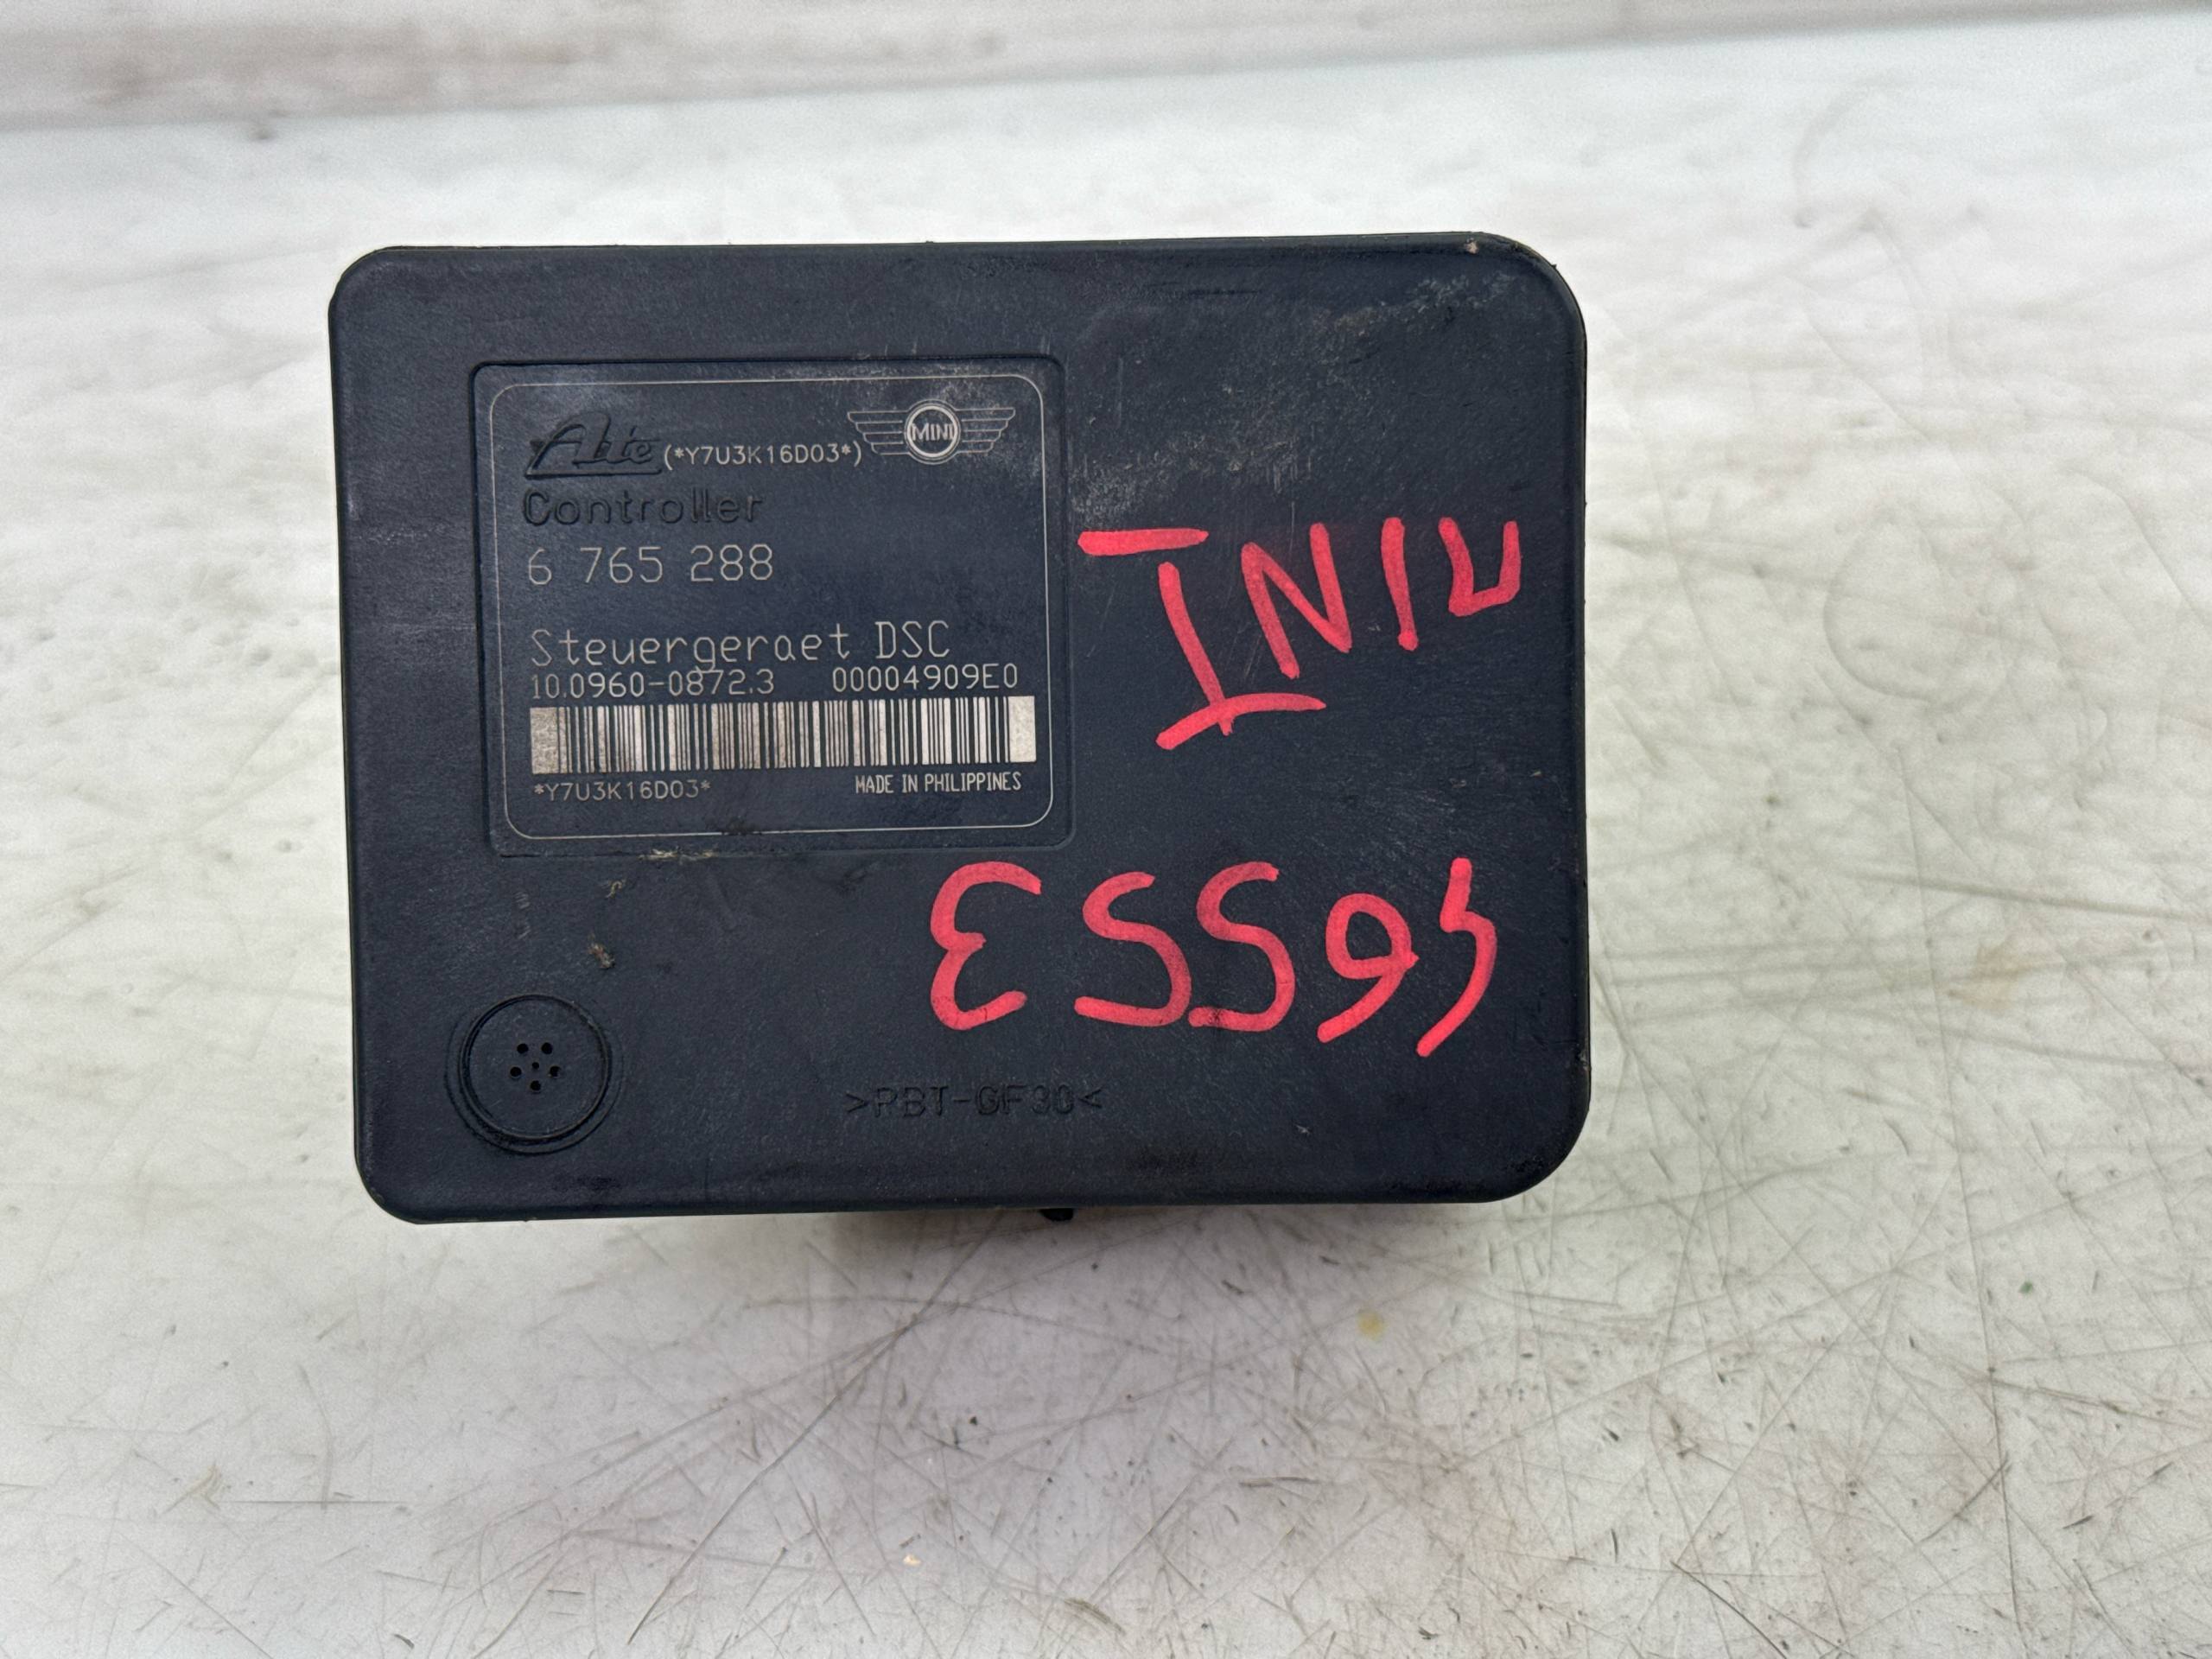 Ate (*Y7U3K16D03*) MINI
Controller
6 765 288
Steuergeraet DSC
10.0960-0872.3 00004909E0
*Y7U3K16D03* MADE IN PHILIPPINES
>PBT-GF30<